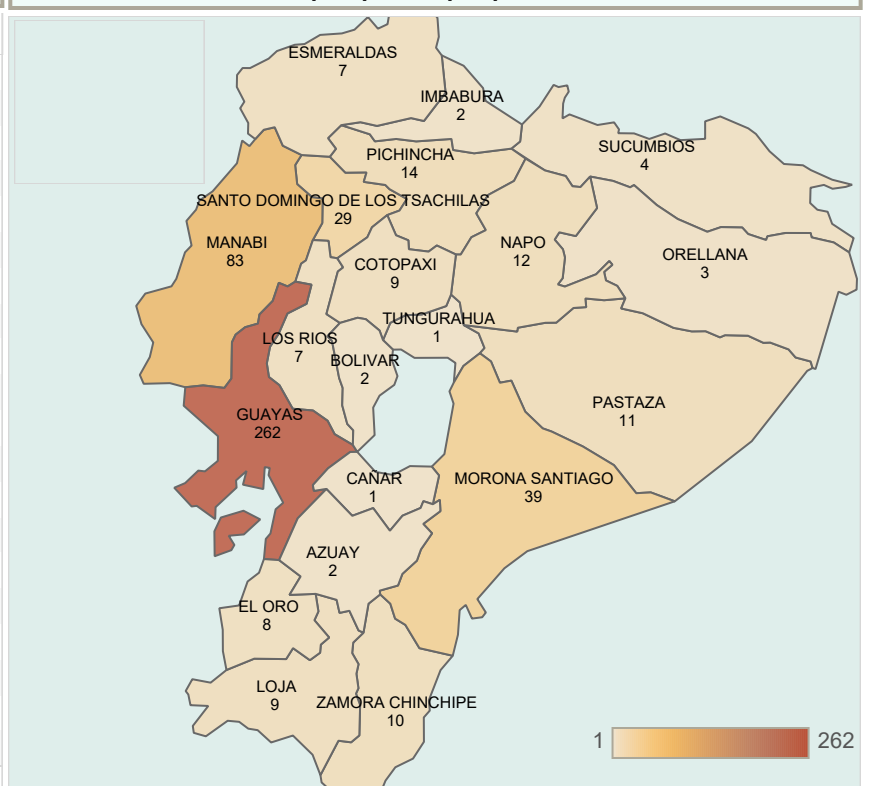 ESMERALDAS
7
IMBABURA
2
SUCUMBIOS
4
PICHINCHA
14
SANTO DOMINGO DE LOS TSACHILAS
29
MANABI
83
NAPO
12
ORELLANA
3
COTOPAXI
9
TUNGURAHUA
1
LOS RIOS
7
BOLIVAR
2
PASTAZA
11
GUAYAS
262
CAÑAR
1
MORONA SANTIAGO
39
AZUAY
2
EL ORO
8
LOJA
9
ZAMORA CHINCHIPE
10
1
262